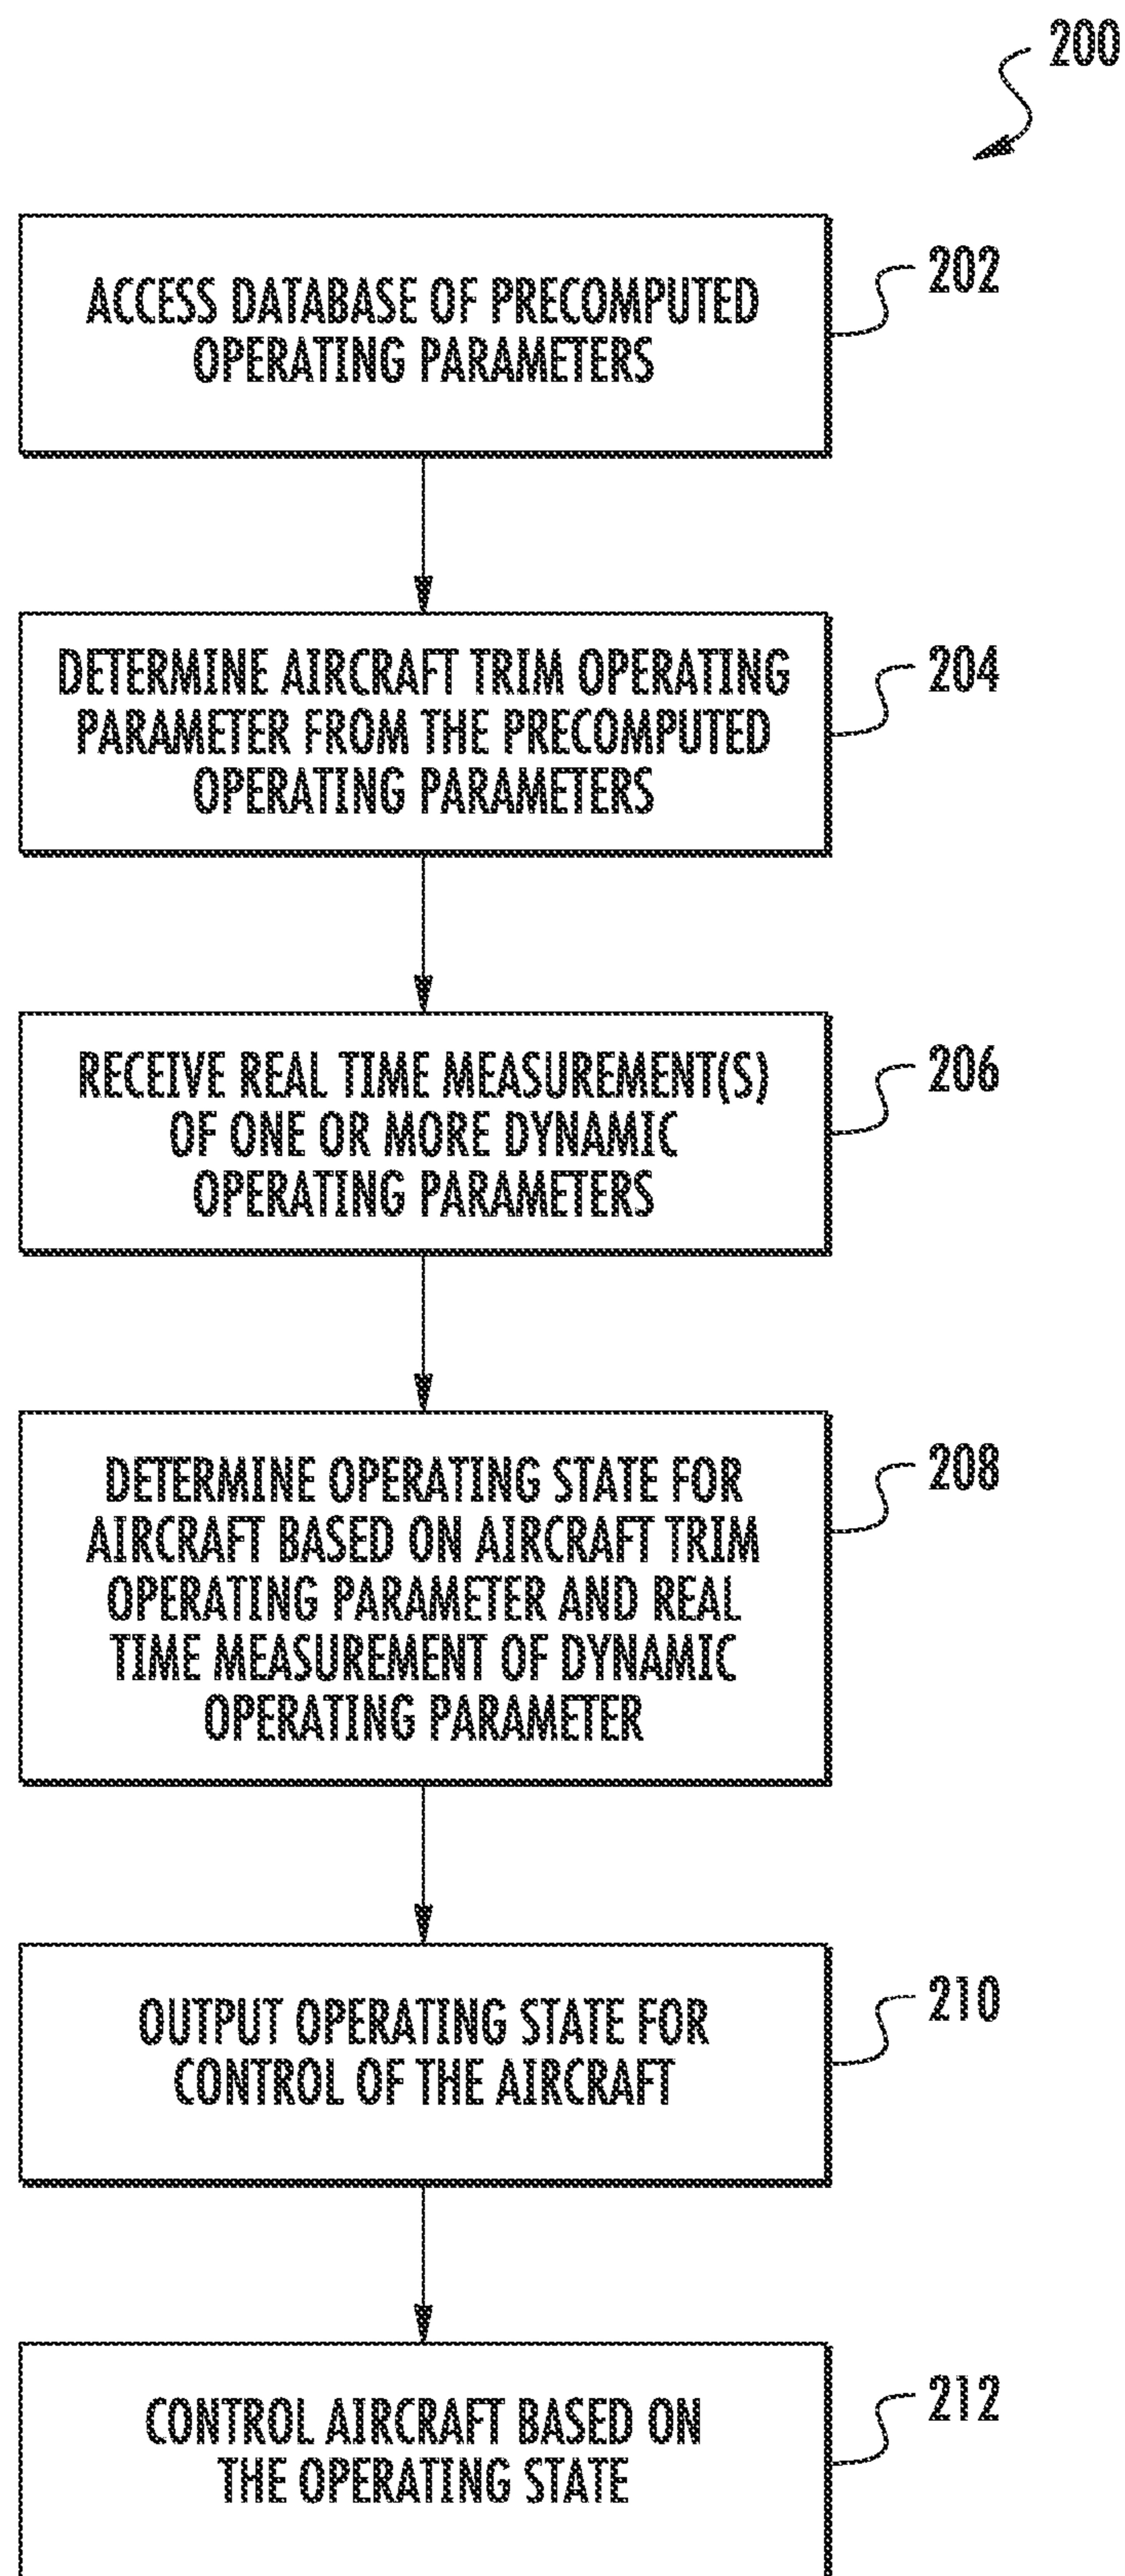 200
ACCESS DATABASE OF PRECOMPUTED
OPERATING PARAMETERS
202
DETERMINE AIRCRAFT TRIM OPERATING
PARAMETER FROM THE PRECOMPUTED
OPERATING PARAMETERS
204
RECEIVE REAL TIME MEASUREMENT(S)
OF ONE OR MORE DYNAMIC
OPERATING PARAMETERS
206
DETERMINE OPERATING STATE FOR
AIRCRAFT BASED ON AIRCRAFT TRIM
OPERATING PARAMETER AND REAL
TIME MEASUREMENT OF DYNAMIC
OPERATING PARAMETER
208
OUTPUT OPERATING STATE FOR
CONTROL OF THE AIRCRAFT
210
CONTROL AIRCRAFT BASED ON
THE OPERATING STATE
212